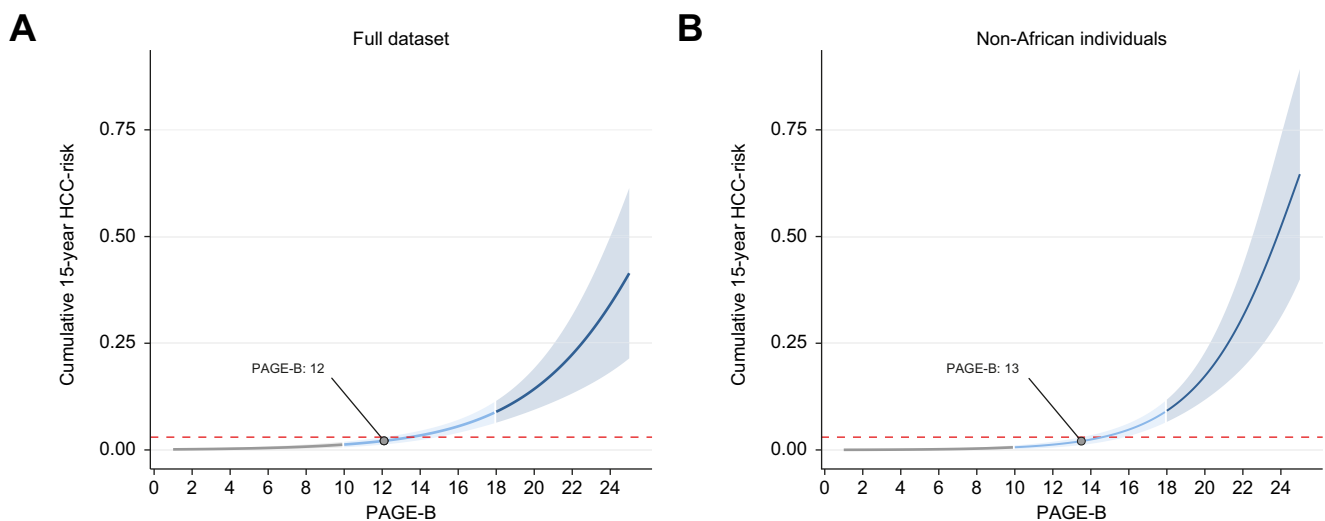 A
Full dataset
Cumulative 15-year HCC-risk
0.75
0.50
0.25
0.00
PAGE-B: 12
0 2 4 6 8 10 12 14 16 18 20 22 24
PAGE-B
B
Non-African individuals
Cumulative 15-year HCC-risk
0.75
0.50
0.25
0.00
PAGE-B: 13
0 2 4 6 8 10 12 14 16 18 20 22 24
PAGE-B